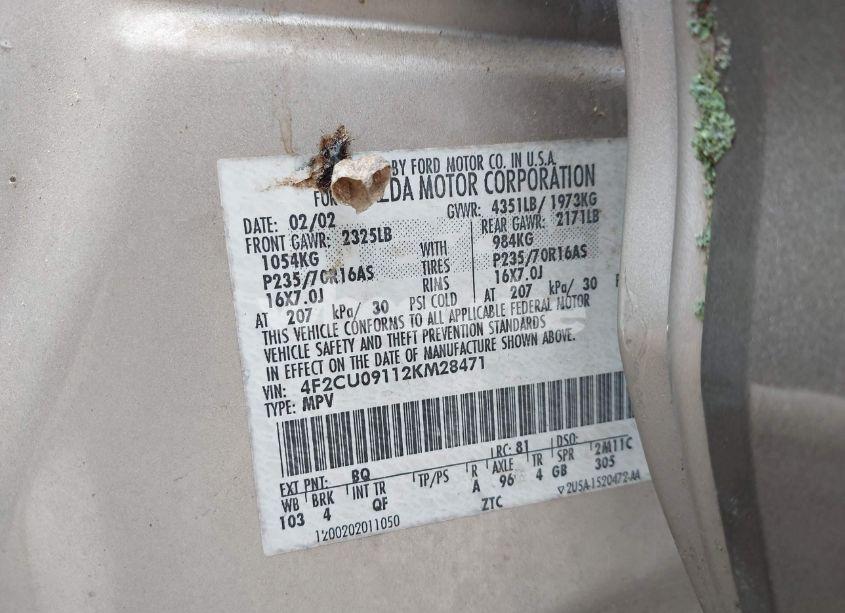 BY FORD MOTOR CO. IN U.S.A.
FOR ZDA MOTOR CORPORATION
DATE: 02/02 GVWR: 4351LB/ 1973KG
FRONT GAWR: 2325LB REAR GAWR: 2171LB
1054KG WITH 984KG
P235/70R16AS TIRES P235/70R16AS
16X7.0J RIMS 16X7.0J
AT 207 kPa/ 30 PSI COLD AT 207 kPa/ 30
THIS VEHICLE CONFORMS TO ALL APPLICABLE FEDERAL MOTOR
VEHICLE SAFETY AND THEFT PREVENTION STANDARDS
IN EFFECT ON THE DATE OF MANUFACTURE SHOWN ABOVE.
VIN: 4F2CU09112KM28471
TYPE: MPV
EXT PNT: BQ RC: 81 DSO:
WB BRK INT TR TP/PS R AXLE TR SPR 2M11C
103 4 QF A 96 4 GB 305
1200202011050 ZTC 2U5A-1520472-AA